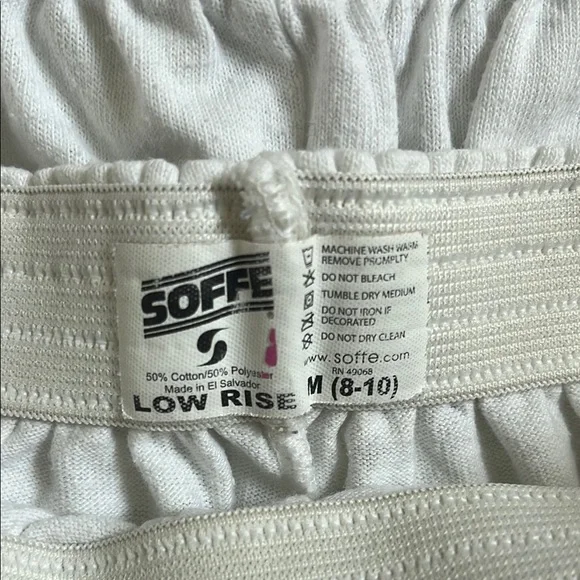 SOFFE
50% Cotton/50% Polyester
Made in El Salvador
LOW RISE
MACHINE WASH WARM
REMOVE PROMPTLY
DO NOT BLEACH
TUMBLE DRY MEDIUM
DO NOT IRON IF
DECORATED
DO NOT DRY CLEAN
www.soffe.com
RN 49068
M (8-10)